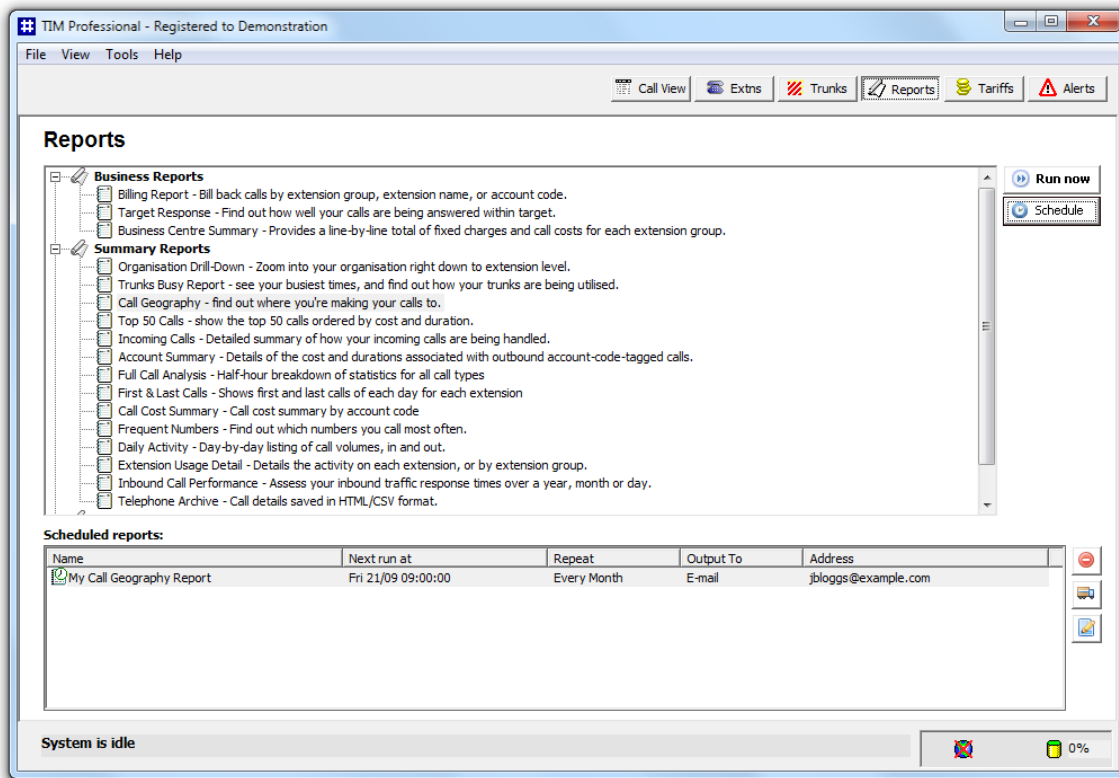 TIM Professional - Registered to Demonstration
File View Tools Help
Call View Extns Trunks Reports Tariffs Alerts
Reports
Business Reports
Billing Report - Bill back calls by extension group, extension name, or account code.
Target Response - Find out how well your calls are being answered within target.
Business Centre Summary - Provides a line-by-line total of fixed charges and call costs for each extension group.
Summary Reports
Organisation Drill-Down - Zoom into your organisation right down to extension level.
Trunks Busy Report - see your busiest times, and find out how your trunks are being utilised.
Call Geography - find out where you're making your calls to.
Top 50 Calls - show the top 50 calls ordered by cost and duration.
Incoming Calls - Detailed summary of how your incoming calls are being handled.
Account Summary - Details of the cost and durations associated with outbound account-code-tagged calls.
Full Call Analysis - Half-hour breakdown of statistics for all call types
First & Last Calls - Shows first and last calls of each day for each extension
Call Cost Summary - Call cost summary by account code
Frequent Numbers - Find out which numbers you call most often.
Daily Activity - Day-by-day listing of call volumes, in and out.
Extension Usage Detail - Details the activity on each extension, or by extension group.
Inbound Call Performance - Assess your inbound traffic response times over a year, month or day.
Telephone Archive - Call details saved in HTML/CSV format.
Run now
Schedule
Scheduled reports:
Name Next run at Repeat Output To Address
My Call Geography Report Fri 21/09 09:00:00 Every Month E-mail jbloggs@example.com
System is idle
0%